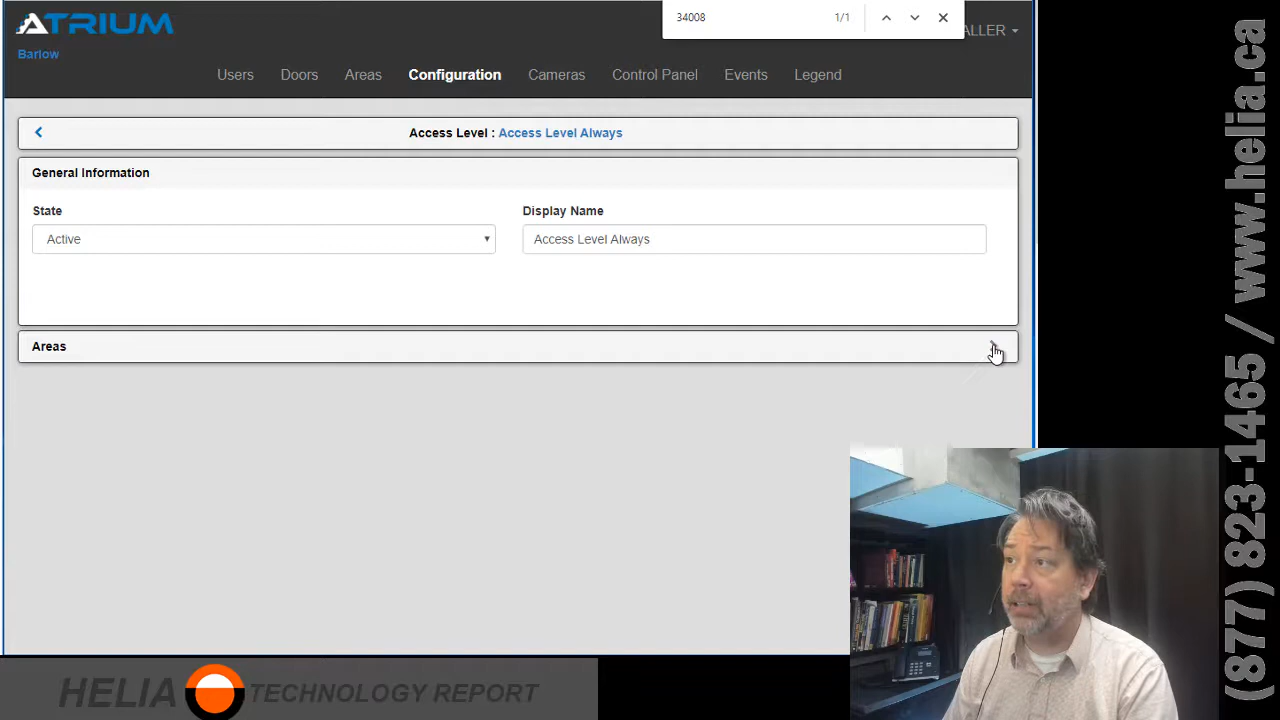 ATRIUM
Barlow
34008 1/1
ALLER
Users Doors Areas Configuration Cameras Control Panel Events Legend
Access Level : Access Level Always
General Information
State Display Name
Active Access Level Always
Areas
HELIA TECHNOLOGY REPORT
(877) 823-1465 / www.helia.ca